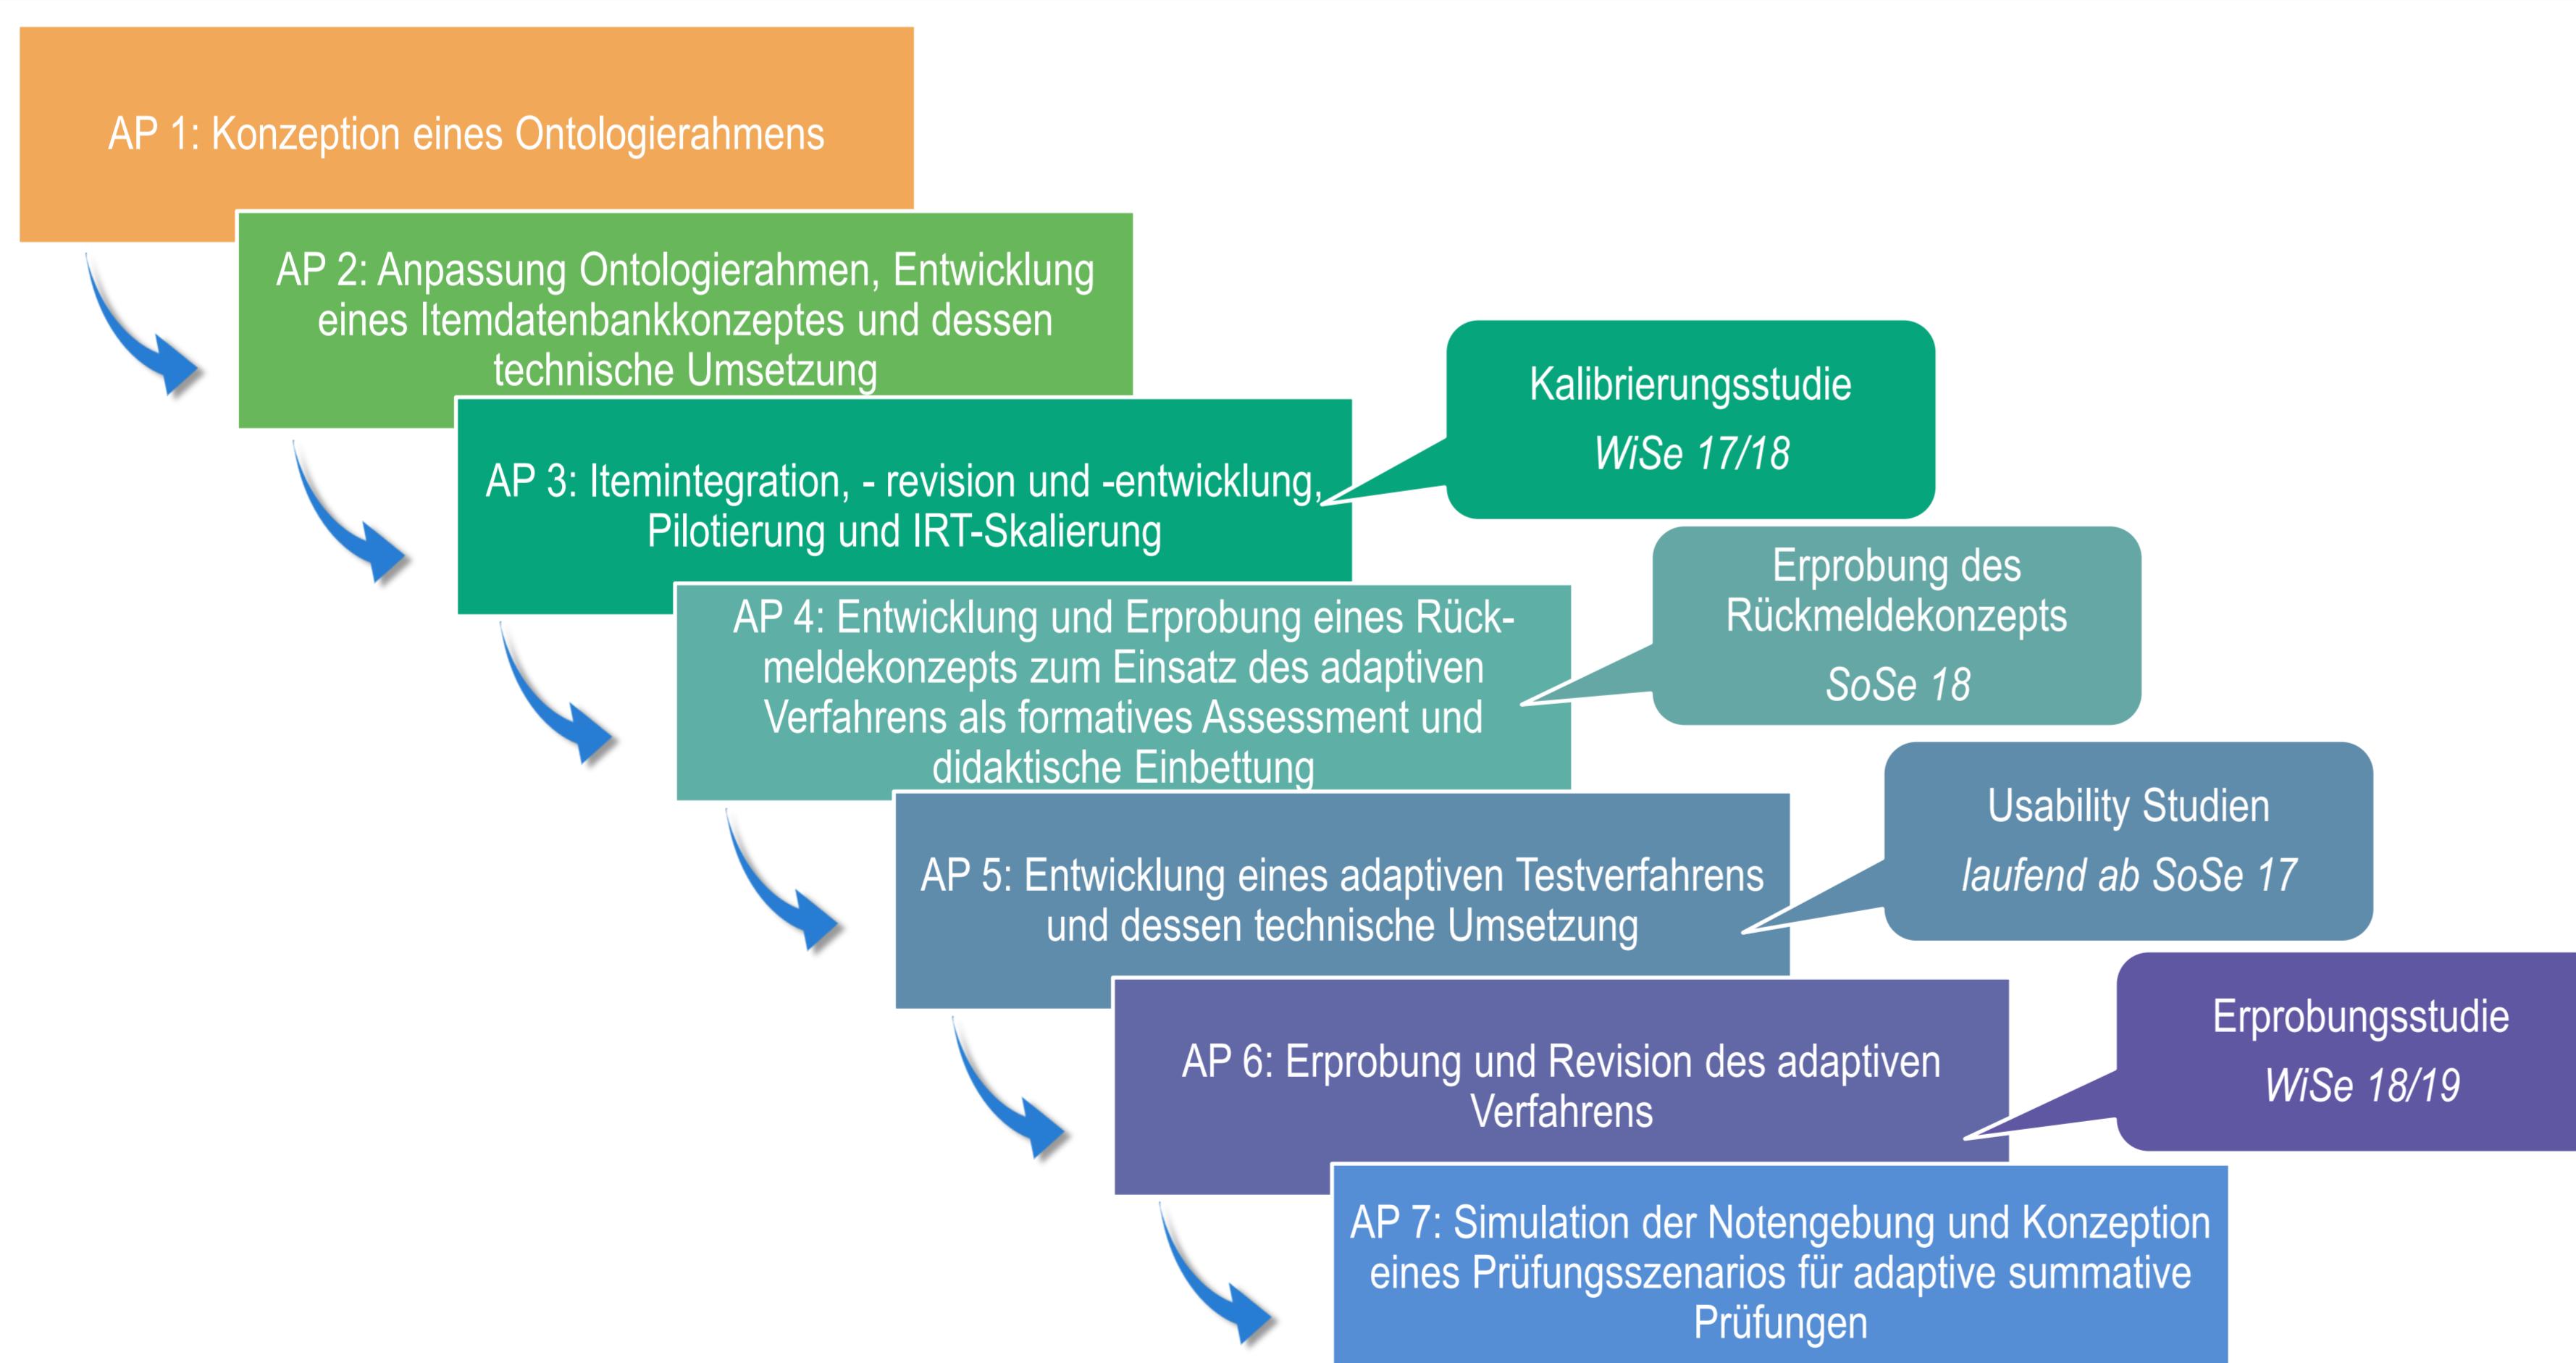 AP 1: Konzeption eines Ontologierahmens
AP 2: Anpassung Ontologierahmen, Entwicklung
eines Itemdatenbankkonzeptes und dessen
technische Umsetzung
AP 3: Itemintegration, - revision und -entwicklung,
Pilotierung und IRT-Skalierung
Kalibrierungsstudie
WiSe 17/18
AP 4: Entwicklung und Erprobung eines Rück-
meldekonzepts zum Einsatz des adaptiven
Verfahrens als formatives Assessment und
didaktische Einbettung
Erprobung des
Rückmeldekonzepts
SoSe 18
AP 5: Entwicklung eines adaptiven Testverfahrens
und dessen technische Umsetzung
Usability Studien
laufend ab SoSe 17
AP 6: Erprobung und Revision des adaptiven
Verfahrens
Erprobungsstudie
WiSe 18/19
AP 7: Simulation der Notengebung und Konzeption
eines Prüfungsszenarios für adaptive summative
Prüfungen